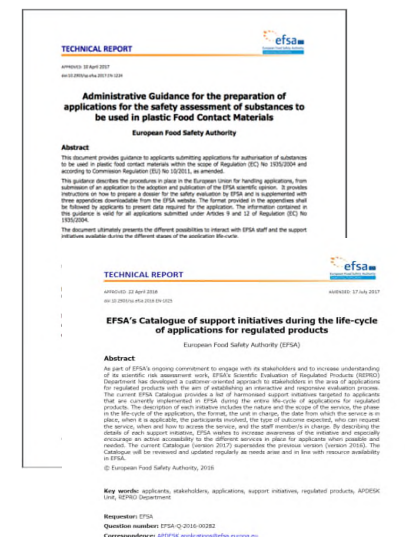 efsa
European Food Safety Authority
TECHNICAL REPORT
APPROVED: 10 April 2017
Administrative Guidance for the preparation of
applications for the safety assessment of substances to
be used in plastic Food Contact Materials
European Food Safety Authority
Abstract
This document provides guidance to applicants submitting applications for authorisation of substances
to be used in plastic food contact materials within the scope of Regulation (EC) No 1935/2004 and
according to Commission Regulation (EU) No 10/2011, as amended.
This guidance describes the procedures in place in the European Union for handling applications, from
submission of an application to the adoption and publication of the EFSA scientific opinion. It provides
instructions on how to prepare a dossier for the safety evaluation by EFSA and is supplemented with
three appendices downloadable from the EFSA website. The format provided in the appendices shall
be followed by applicants to present data required for the application. The information contained in
this guidance is valid for all applications submitted under Articles 9 and 12 of Regulation (EC) No
1935/2004.
The document ultimately presents the different possibilities to interact with EFSA staff and the support
initiatives available during the different stages of the application life-cycle.
efsa
European Food Safety Authority
TECHNICAL REPORT
APPROVED: 22 April 2016 AMENDED: 17 July 2017
EFSA's Catalogue of support initiatives during the life-cycle
of applications for regulated products
European Food Safety Authority (EFSA)
Abstract
As part of EFSA's ongoing commitment to engage with its stakeholders and to increase understanding
of its scientific risk assessment work, EFSA's Scientific Evaluation of Regulated Products (REPRO)
Department has developed a customer-oriented approach to stakeholders in the area of applications
for regulated products with the aim of establishing an interactive and responsive evaluation process.
The current EFSA Catalogue provides a list of harmonised support initiatives targeted to applicants
that are currently implemented in EFSA during the entire life-cycle of applications for regulated
products. The description of each initiative includes the nature and the scope of the service, the phase
in the life-cycle of the application, the format, the unit in charge, the date from which the service is in
place, when it is applicable, the participants involved, the type of outcome expected, who can request
the service, when and how to access the service, and the staff member/s in charge. By describing the
details of each support initiative, EFSA wishes to increase awareness of the initiative and especially
encourage an active accessibility to the different services in place for applicants when possible and
needed. The current Catalogue (version 2017) supersedes the previous version (version 2016). The
Catalogue will be reviewed and updated regularly as needs arise and in line with resource availability
in EFSA.
© European Food Safety Authority, 2016
Key words: applicants, stakeholders, applications, support initiatives, regulated products, APDESK
Unit, REPRO Department
Requestor: EFSA
Question number: EFSA-Q-2016-00282
Correspondence: APDESK.applications@efsa.europa.eu